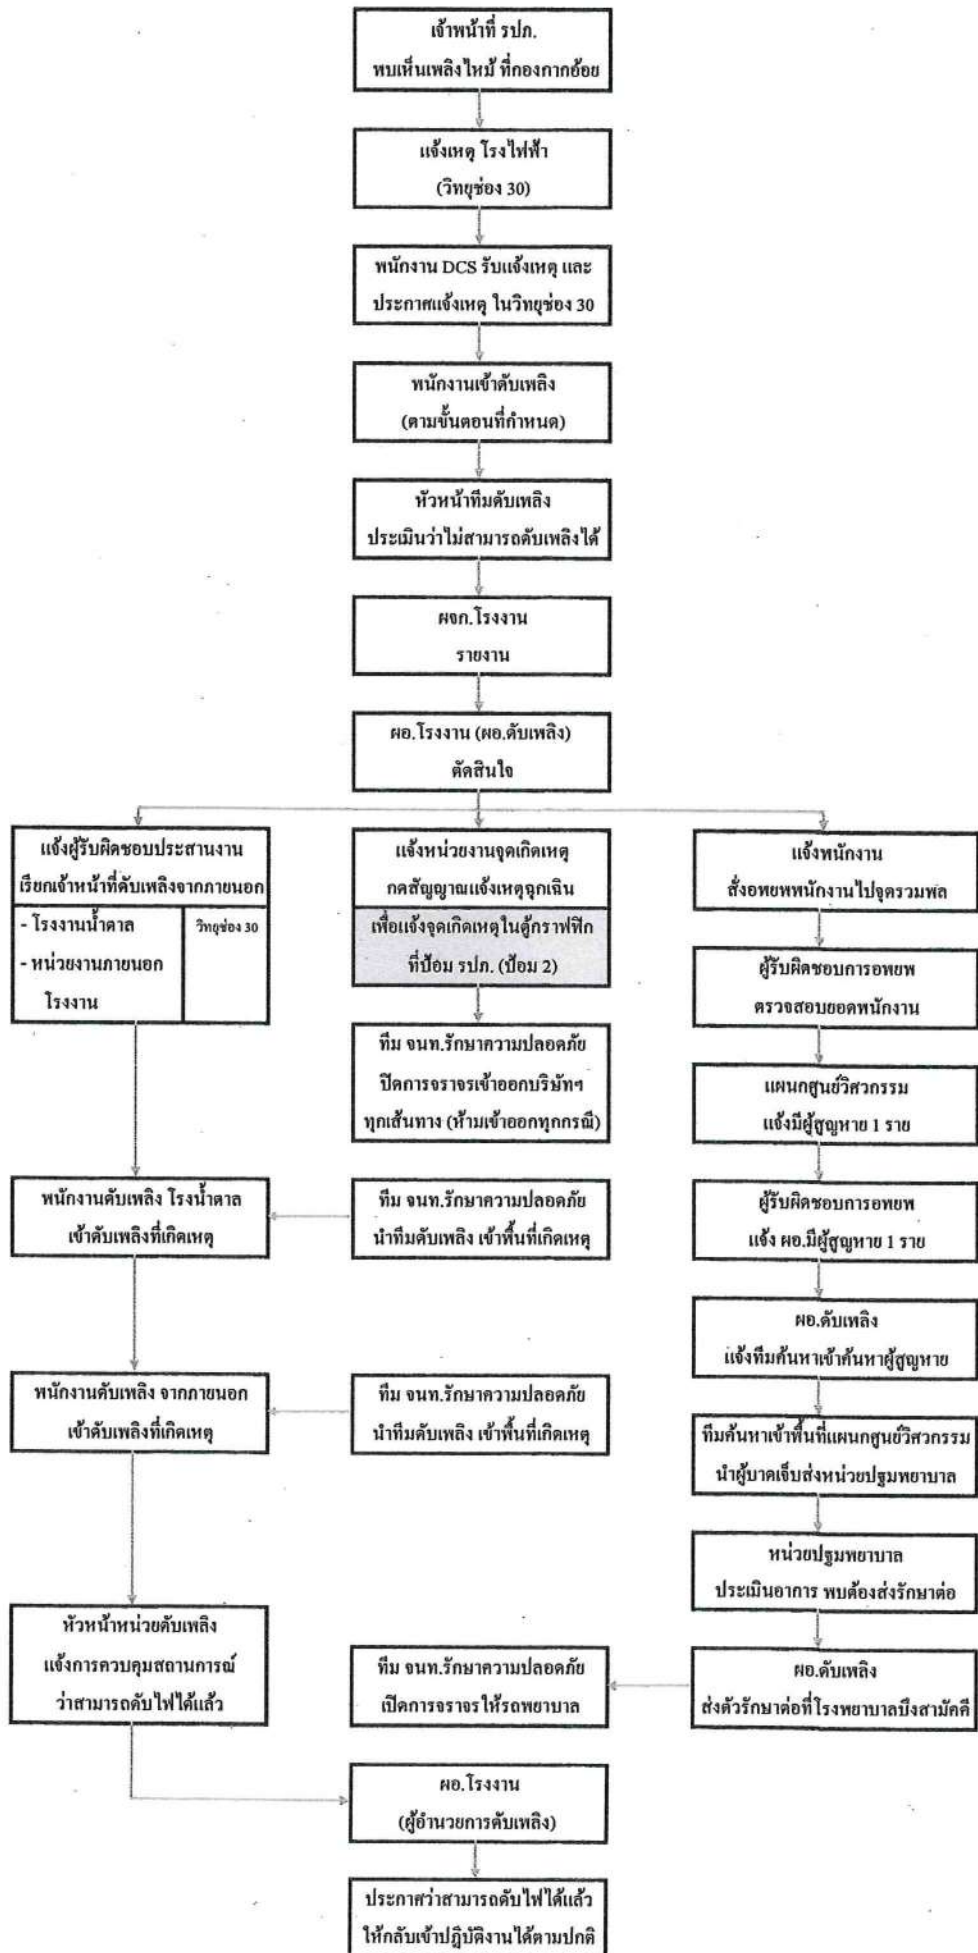 เจ้าพน้าที่ รปภ.
พบเห็นเพลิงไหม้ ที่กองกากอ้อย
แจ้งเหตุ โรงไฟฟ้า
(วิทยุช่อง 30)
พนักงาน DCS รับแจ้งเหตุ และ
ประกาศแจ้งเหตุ ในวิทยุช่อง 30
พนักงานเข้าดับเพลิง
(ตามขั้นตอนที่กำหนด)
หัวหน้าทีมดับเพลิง
ประเมินว่าไม่สามารถดับเพลิงได้
ผจก.โรงงาน
รายงาน
ผอ.โรงงาน (ผอ.ดับเพลิง)
ตัดสินใจ
แจ้งผู้รับผิดชอบประสานงาน
เรียกเจ้าหน้าที่ดับเพลิงจากภายนอก
- โรงงานน้ำตาล
- หน่วยงานภายนอก
โรงงาน
วิทยุช่อง 30
พนักงานดับเพลิง โรงน้ำตาล
เข้าดับเพลิงที่เกิดเหตุ
พนักงานดับเพลิง จากภายนอก
เข้าดับเพลิงที่เกิดเหตุ
หัวหน้าหน่วยดับเพลิง
แจ้งการควบคุมสถานการณ์
ว่าสามารถดับไฟได้แล้ว
แจ้งหน่วยงานจุดเกิดเหตุ
กดสัญญาณแจ้งเหตุฉุกเฉิน
เพื่อแจ้งจุดเกิดเหตุในตู้กราฟฟิก
ที่ป้อม รปภ. (ป้อม 2)
ทีม จนท.รักษาความปลอดภัย
ปิดการจราจรเข้าออกบริษัทฯ
ทุกเส้นทาง (ห้ามเข้าออกทุกกรณี)
ทีม จนท.รักษาความปลอดภัย
นำทีมดับเพลิง เข้าพื้นที่เกิดเหตุ
ทีม จนท.รักษาความปลอดภัย
นำทีมดับเพลิง เข้าพื้นที่เกิดเหตุ
แจ้งพนักงาน
สั่งอพยพพนักงานไปจุดรวมพล
ผู้รับผิดชอบการอพยพ
ตรวจสอบยอดพนักงาน
แผนกศูนย์วิศวกรรม
แจ้งมีผู้สูญหาย 1 ราย
ผู้รับผิดชอบการอพยพ
แจ้ง ผอ.มีผู้สูญหาย 1 ราย
ผอ.ดับเพลิง
แจ้งทีมค้นหาเข้าค้นหาผู้สูญหาย
ทีมค้นหาเข้าพื้นที่แผนกศูนย์วิศวกรรม
นำผู้บาดเจ็บส่งหน่วยปฐมพยาบาล
หน่วยปฐมพยาบาล
ประเมินอาการ พบต้องส่งรักษาต่อ
ผอ.ดับเพลิง
ส่งตัวรักษาต่อที่โรงพยาบาลบึงสามัคคี
ทีม จนท.รักษาความปลอดภัย
เปิดการจราจรให้รถพยาบาล
ผอ.โรงงาน
(ผู้อำนวยการดับเพลิง)
ประกาศว่าสามารถดับไฟได้แล้ว
ให้กลับเข้าปฎิบัติงานได้ตามปกติ